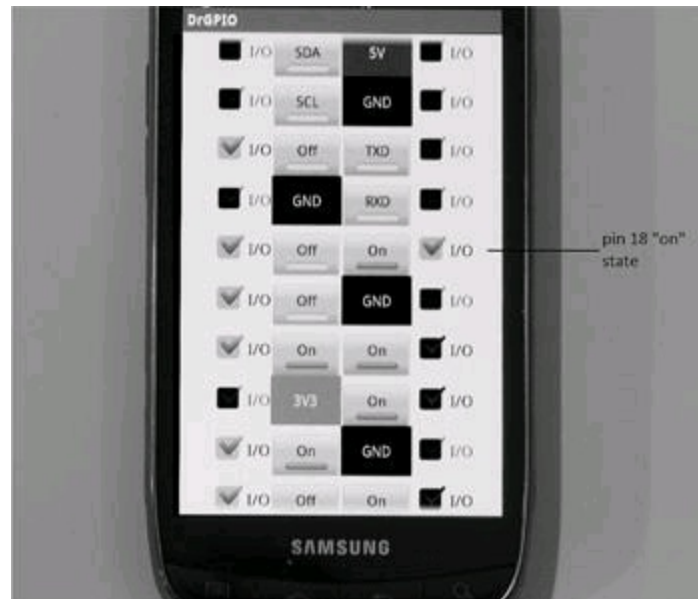 DrGPIO
I/O SDA 5V I/O
I/O SCL GND I/O
I/O Off TXD I/O
I/O GND RXD I/O
I/O Off On I/O
pin 18 "on"
state
I/O Off GND I/O
I/O On On I/O
I/O 3V3 On I/O
I/O On GND I/O
I/O Off On I/O
SAMSUNG